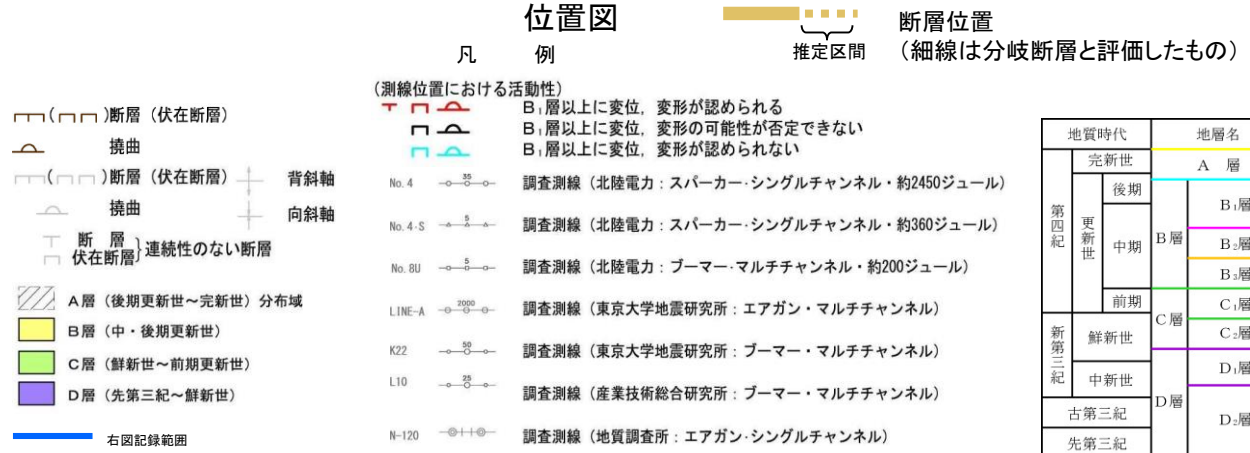 位置図
断層位置
推定区間
（細線は分岐断層と評価したもの）
凡 例
（測線位置における活動性）
B₁層以上に変位，変形が認められる
B₁層以上に変位，変形の可能性が否定できない
B₁層以上に変位，変形が認められない
( )断層（伏在断層）
撓曲
( )断層（伏在断層） 背斜軸
撓曲 向斜軸
断 層
伏在断層
}連続性のない断層
A層（後期更新世～完新世）分布域
B層（中・後期更新世）
C層（鮮新世～前期更新世）
D層（先第三紀～鮮新世）
右図記録範囲
No. 4 35 調査測線（北陸電力：スパーカー・シングルチャンネル・約2450ジュール）
No. 4-S 5 調査測線（北陸電力：スパーカー・シングルチャンネル・約360ジュール）
No. 8U 5 調査測線（北陸電力：ブーマー・マルチチャンネル・約200ジュール）
LINE-A 2000 調査測線（東京大学地震研究所：エアガン・マルチチャンネル）
K22 50 調査測線（東京大学地震研究所：ブーマー・マルチチャンネル）
L10 25 調査測線（産業技術総合研究所：ブーマー・マルチチャンネル）
N-120 調査測線（地質調査所：エアガン・シングルチャンネル）
地質時代 地層名
第四紀 完新世 A 層
更新世 後期 B層 B₁層
中期 B₂層
B₃層
前期 C層 C₁層
新第三紀 鮮新世 C₂層
中新世 D層 D₁層
古第三紀 D₂層
先第三紀